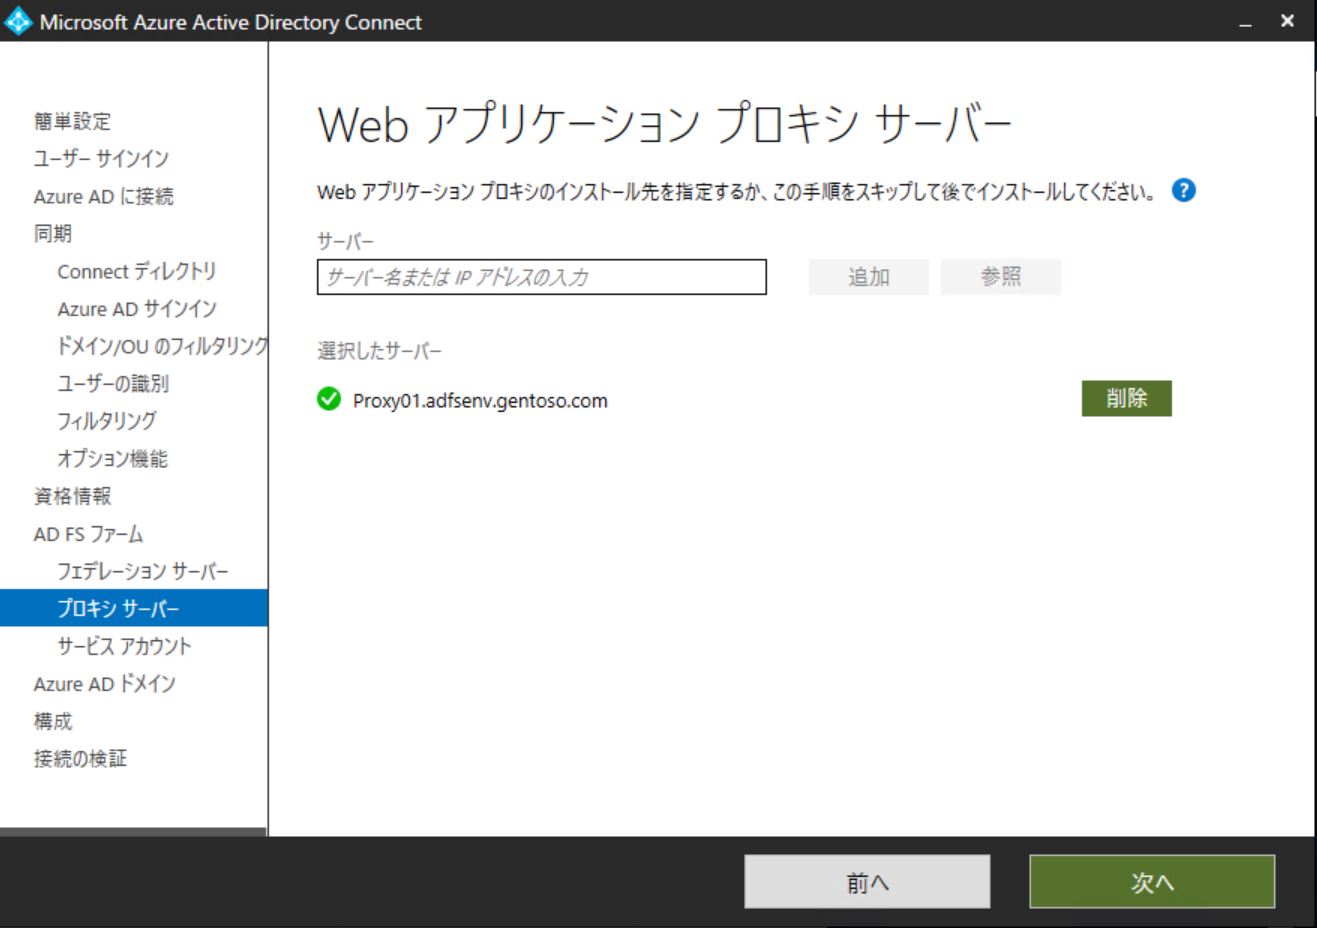 Microsoft Azure Active Directory Connect
簡単設定
ユーザー サインイン
Azure AD に接続
同期
Connect ディレクトリ
Azure AD サインイン
ドメイン/OU のフィルタリング
ユーザーの識別
フィルタリング
オプション機能
資格情報
AD FS ファーム
フェデレーション サーバー
プロキシ サーバー
サービス アカウント
Azure AD ドメイン
構成
接続の検証
Web アプリケーション プロキシ サーバー
Web アプリケーション プロキシのインストール先を指定するか、この手順をスキップして後でインストールしてください。 ?
サーバー
サーバー名または IP アドレスの入力 追加 参照
選択したサーバー
Proxy01.adfsenv.gentoso.com 削除
前へ 次へ